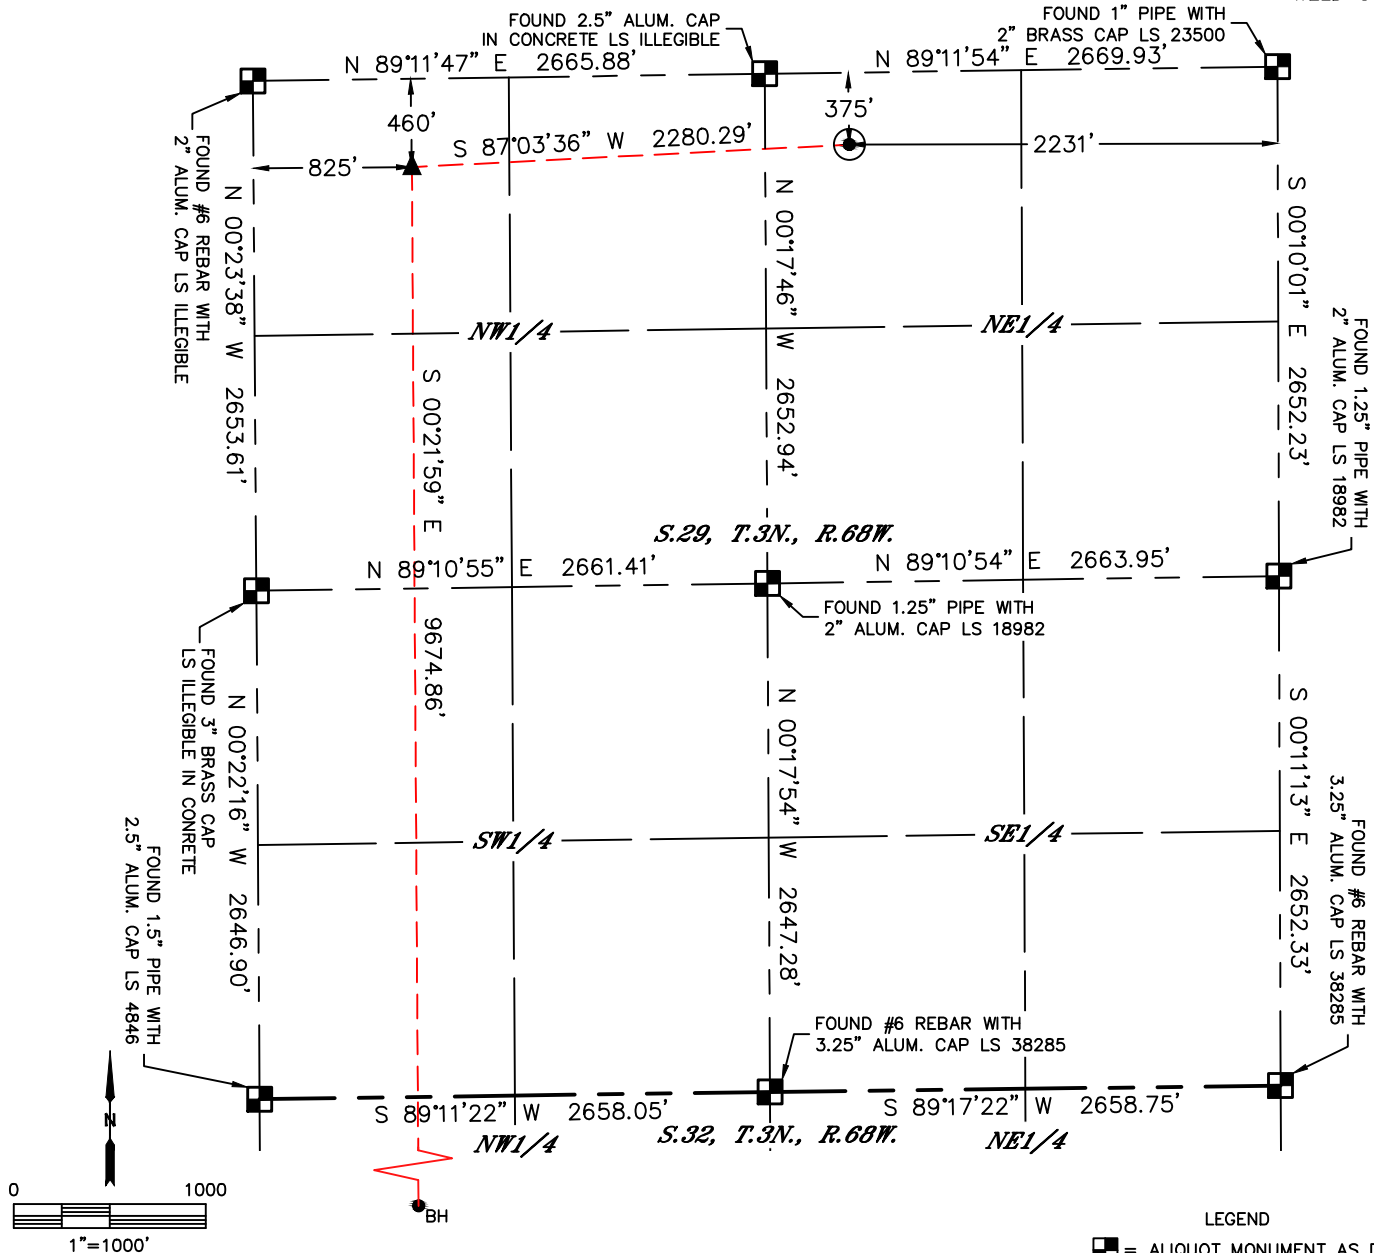 FOUND 2.5" ALUM. CAP
IN CONCRETE LS ILLEGIBLE
FOUND 1" PIPE WITH
2" BRASS CAP LS 23500
N 89°11'47" E 2665.88'
N 89°11'54" E 2669.93'
460'
375'
S 87°03'36" W 2280.29'
825'
2231'
FOUND #6 REBAR WITH
2" ALUM. CAP LS ILLEGIBLE
N 00°23'38" W 2653.61'
N 00°17'46" W 2652.94'
S 00°10'01" E 2652.23'
FOUND 1.25" PIPE WITH
2" ALUM. CAP LS 18982
NW1/4
NE1/4
S 00°21'59" E 9674.86'
S.29, T.3N., R.68W.
N 89°10'55" E 2661.41'
N 89°10'54" E 2663.95'
FOUND 1.25" PIPE WITH
2" ALUM. CAP LS 18982
FOUND 3" BRASS CAP
LS ILLEGIBLE IN CONRETE
N 00°22'16" W 2646.90'
N 00°17'54" W 2647.28'
S 00°11'13" E 2652.33'
SW1/4
SE1/4
FOUND 1.5" PIPE WITH
2.5" ALUM. CAP LS 4846
FOUND #6 REBAR WITH
3.25" ALUM. CAP LS 38285
FOUND #6 REBAR WITH
3.25" ALUM. CAP LS 38285
S 89°11'22" W 2658.05'
S 89°17'22" W 2658.75'
S.32, T.3N., R.68W.
NW1/4
NE1/4
N
0 1000
1"=1000'
BH
LEGEND
= ALIQUOT MONUMENT AS